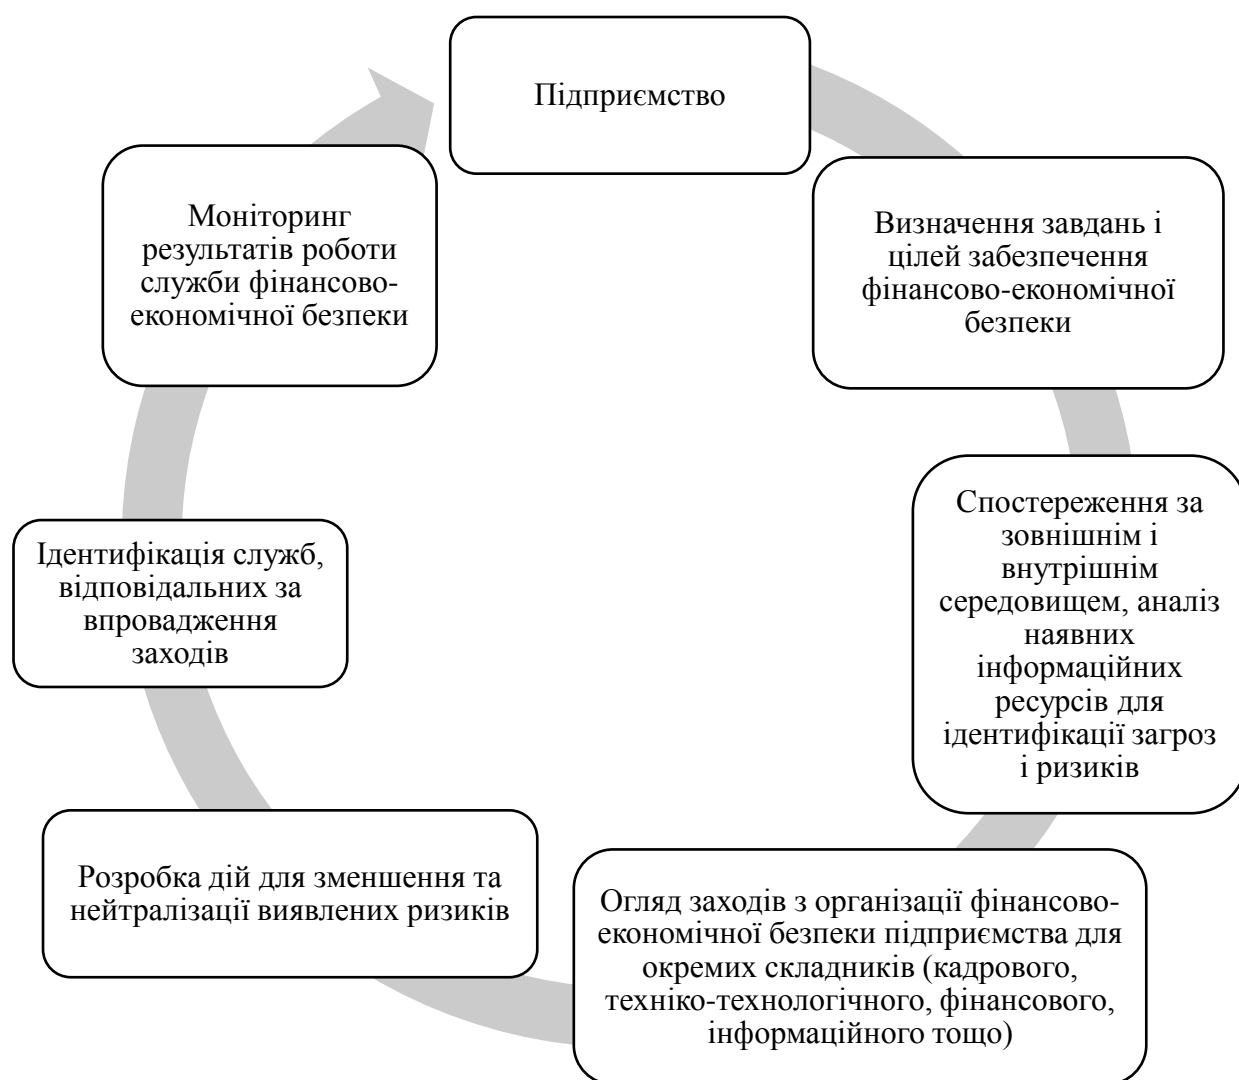 Підприємство
Визначення завдань і
цілей забезпечення
фінансово-економічної
безпеки
Спостереження за
зовнішнім і
внутрішнім
середовищем, аналіз
наявних
інформаційних
ресурсів для
ідентифікації загроз
і ризиків
Огляд заходів з організації фінансово-
економічної безпеки підприємства для
окремих складників (кадрового,
техніко-технологічного, фінансового,
інформаційного тощо)
Розробка дій для зменшення та
нейтралізації виявлених ризиків
Ідентифікація служб,
відповідальних за
впровадження
заходів
Моніторинг
результатів роботи
служби фінансово-
економічної безпеки